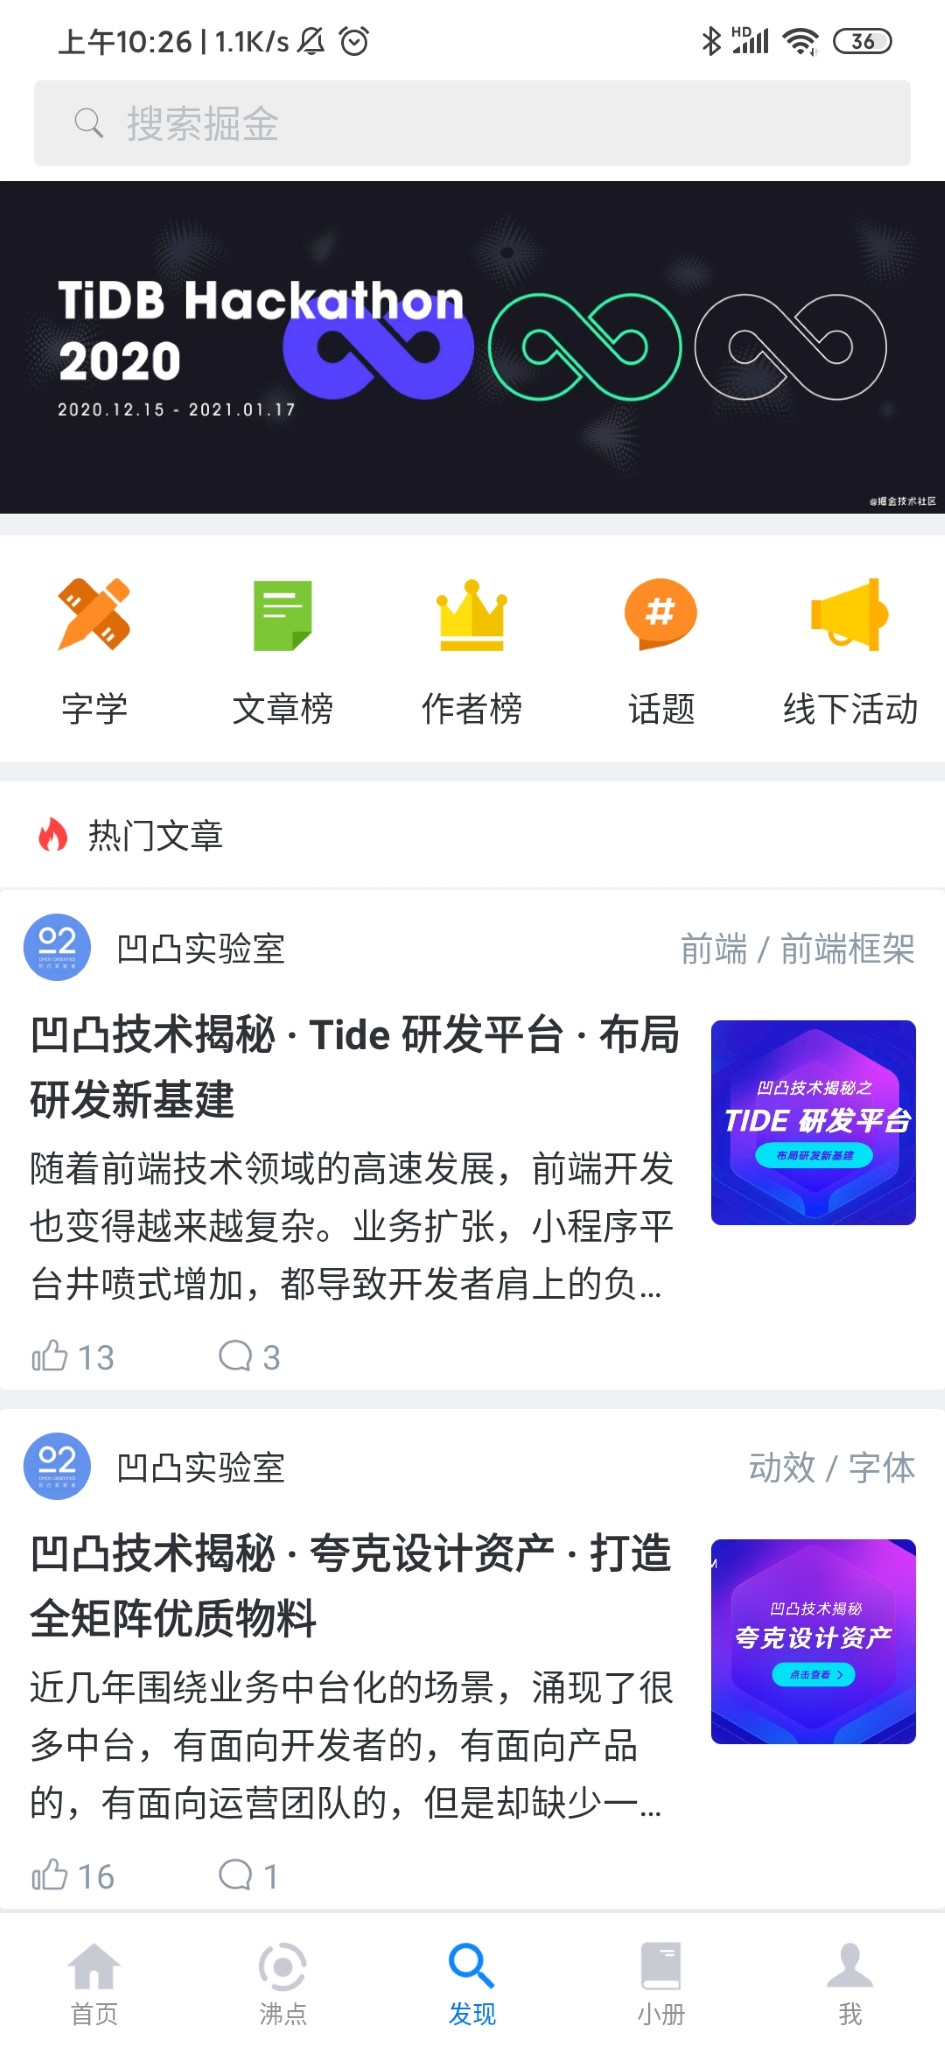 上午10:26 | 1.1K/s
HD
36
搜索掘金
TiDB Hackathon
2020
2020.12.15 - 2021.01.17
@掘金技术社区
字学
文章榜
#
作者榜
话题
线下活动
热门文章
O2
凹凸实验室
前端 / 前端框架
凹凸技术揭秘 · Tide 研发平台 · 布局
研发新基建
随着前端技术领域的高速发展，前端开发
也变得越来越复杂。业务扩张，小程序平
台井喷式增加，都导致开发者肩上的负...
凹凸技术揭秘之
TIDE 研发平台
布局研发新基建
13
3
O2
凹凸实验室
动效 / 字体
凹凸技术揭秘 · 夸克设计资产 · 打造
全矩阵优质物料
近几年围绕业务中台化的场景，涌现了很
多中台，有面向开发者的，有面向产品
的，有面向运营团队的，但是却缺少一...
凹凸技术揭秘
夸克设计资产
点击查看 >
16
1
首页
沸点
发现
小册
我